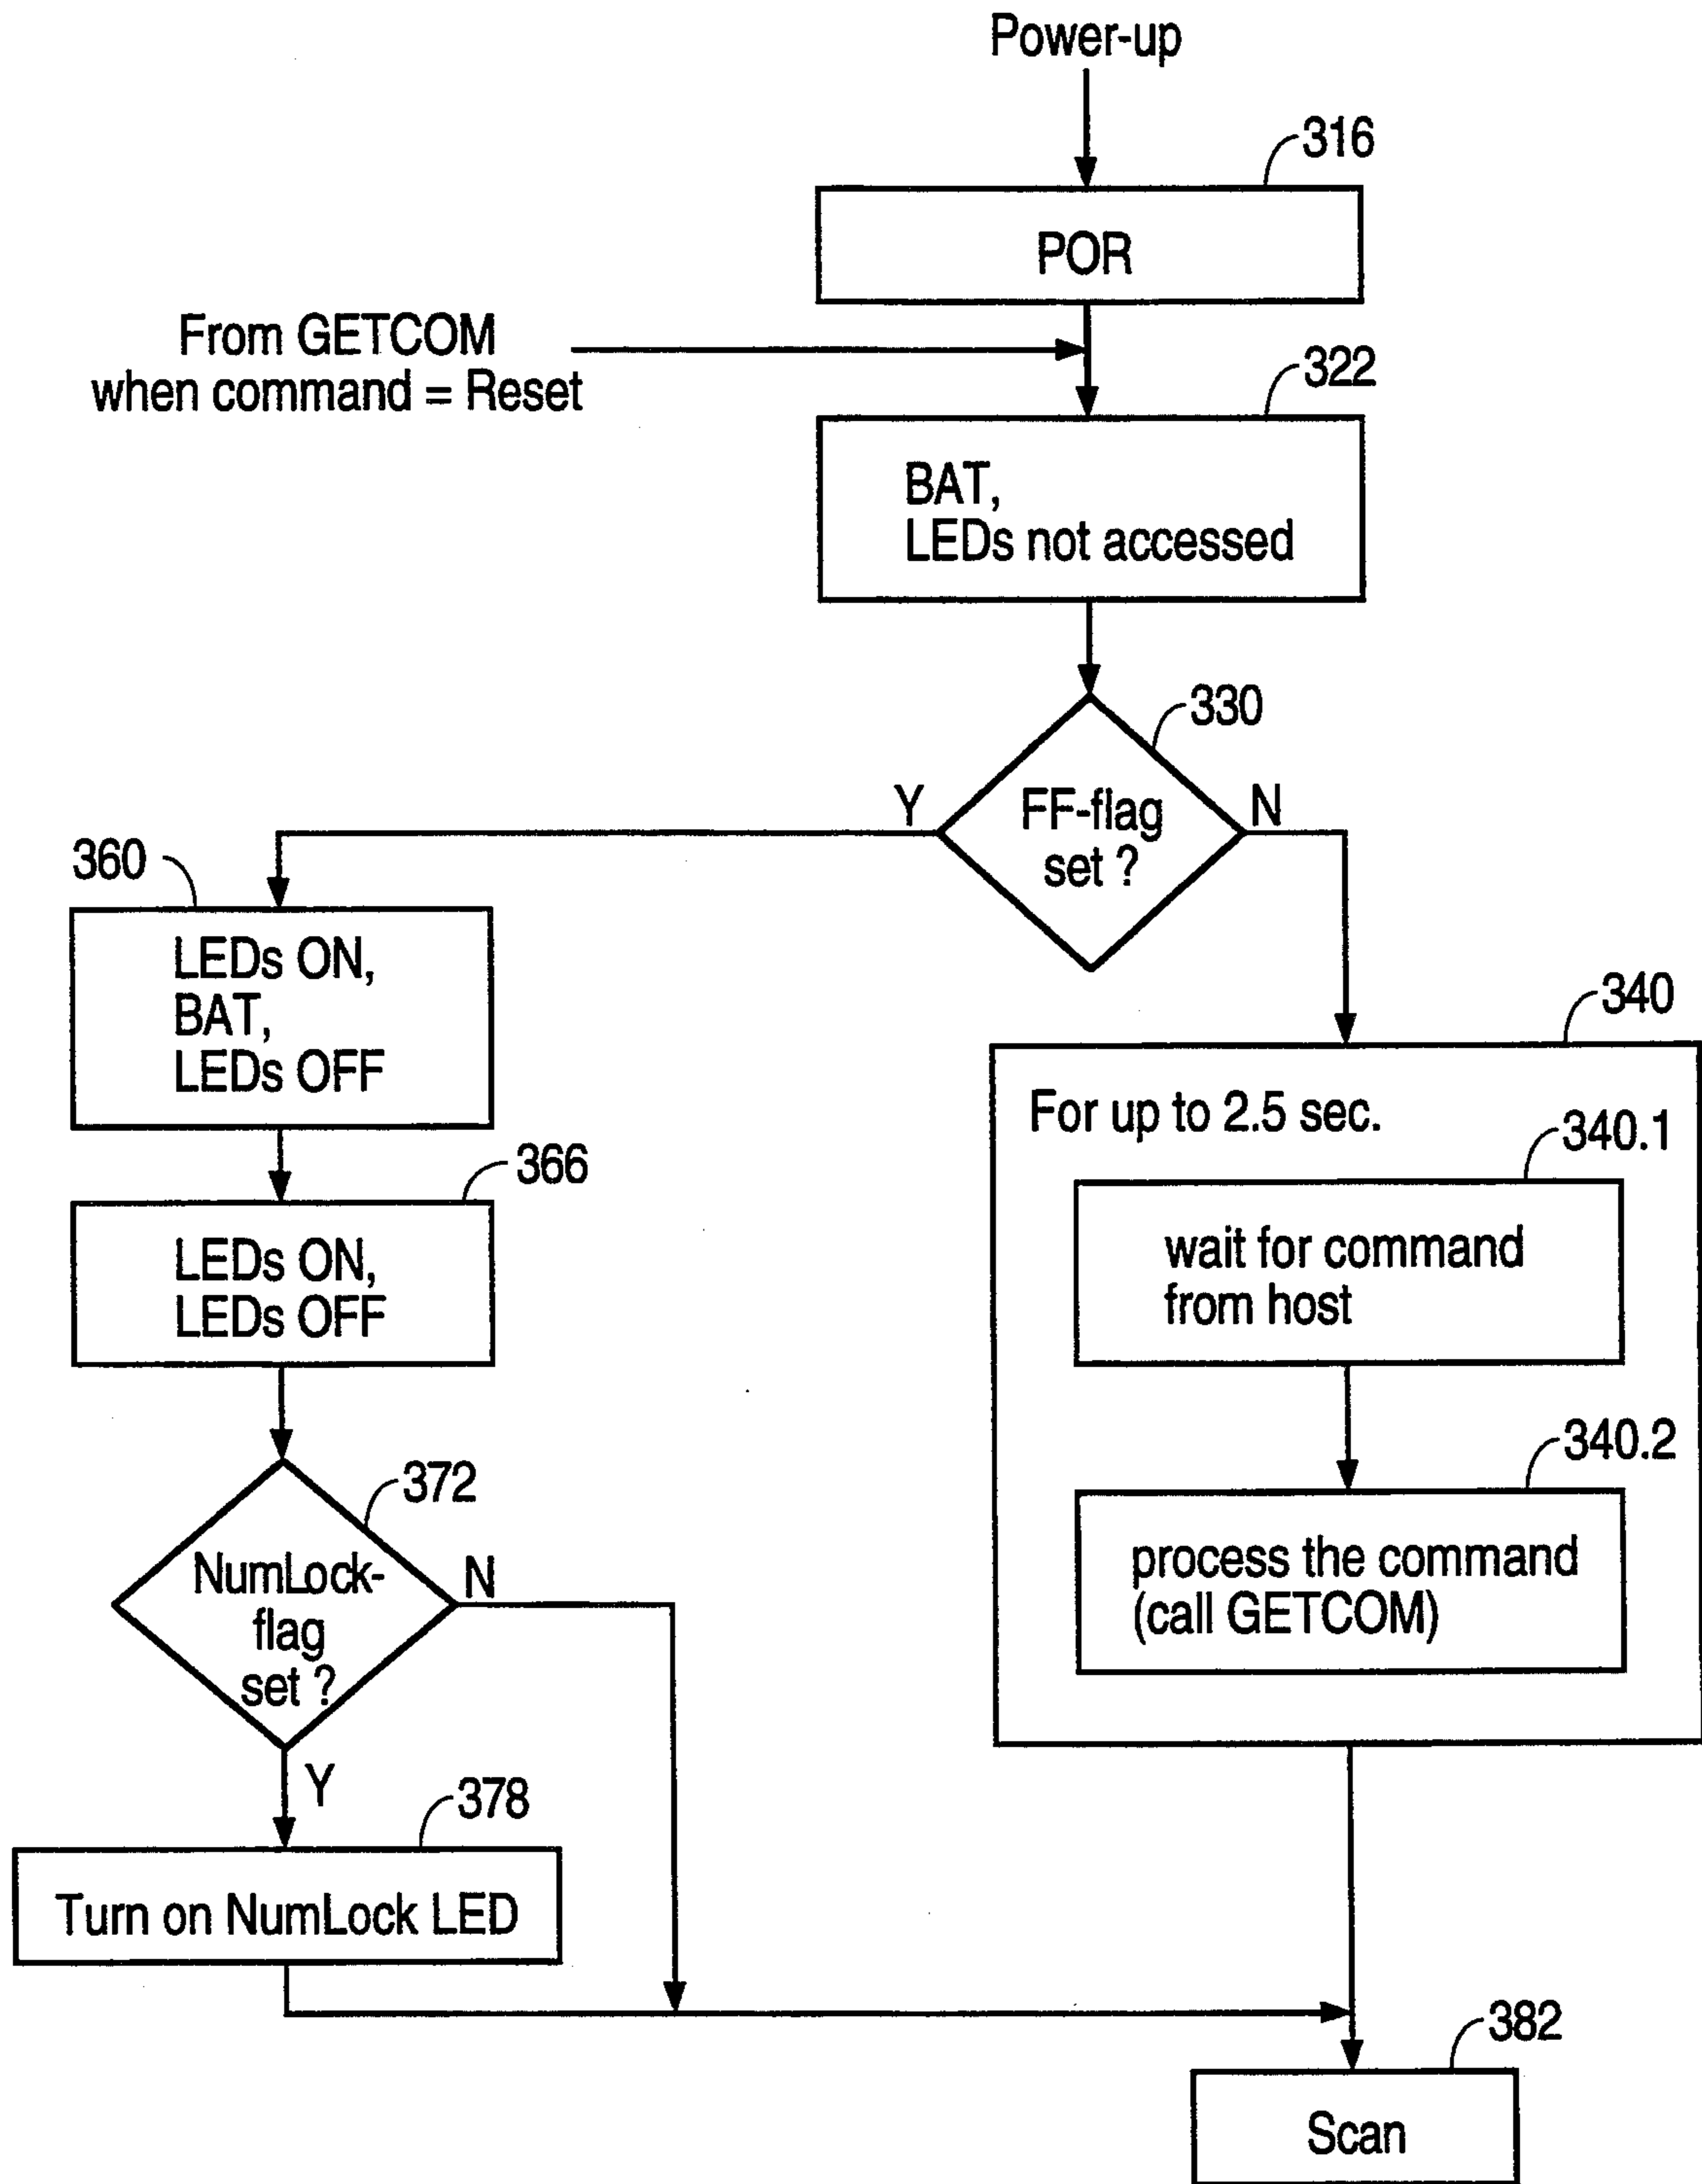 Power-up
316
POR
From GETCOM
when command = Reset
322
BAT,
LEDs not accessed
330
FF-flag
set ?
Y
N
360
LEDs ON,
BAT,
LEDs OFF
340
For up to 2.5 sec.
340.1
wait for command
from host
366
LEDs ON,
LEDs OFF
340.2
process the command
(call GETCOM)
372
NumLock-
flag
set ?
N
Y
378
Turn on NumLock LED
382
Scan